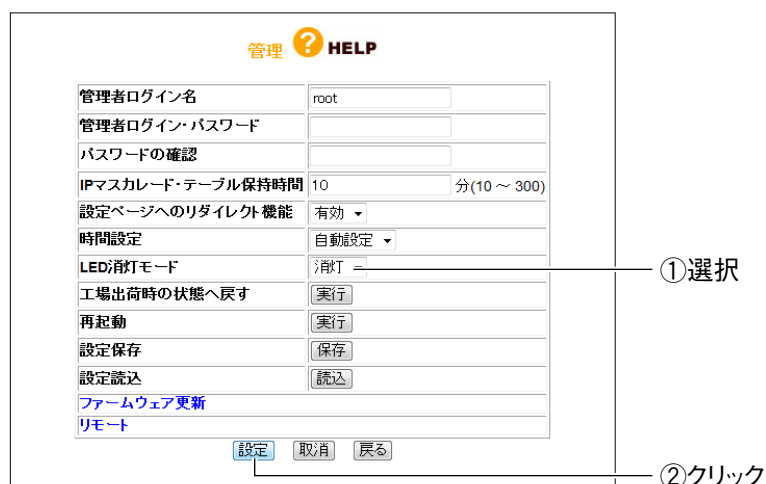 管理 ? HELP
管理者ログイン名 root
管理者ログイン・パスワード
パスワードの確認
IPマスカレード・テーブル保持時間 10 分(10 ～ 300)
設定ページへのリダイレクト機能 有効
時間設定 自動設定
LED消灯モード 消灯
①選択
工場出荷時の状態へ戻す 実行
再起動 実行
設定保存 保存
設定読込 読込
ファームウェア更新
リモート
設定 取消 戻る
②クリック